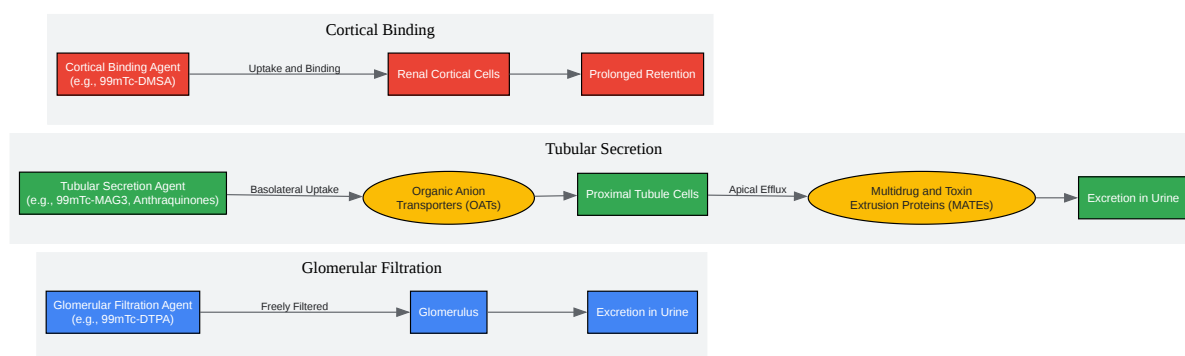 Cortical Binding
Cortical Binding Agent
(e.g., 99mTc-DMSA)
Uptake and Binding
Renal Cortical Cells
Prolonged Retention
Tubular Secretion
Tubular Secretion Agent
(e.g., 99mTc-MAG3, Anthraquinones)
Basolateral Uptake
Organic Anion
Transporters (OATs)
Proximal Tubule Cells
Apical Efflux
Multidrug and Toxin
Extrusion Proteins (MATEs)
Excretion in Urine
Glomerular Filtration
Glomerular Filtration Agent
(e.g., 99mTc-DTPA)
Freely Filtered
Glomerulus
Excretion in Urine